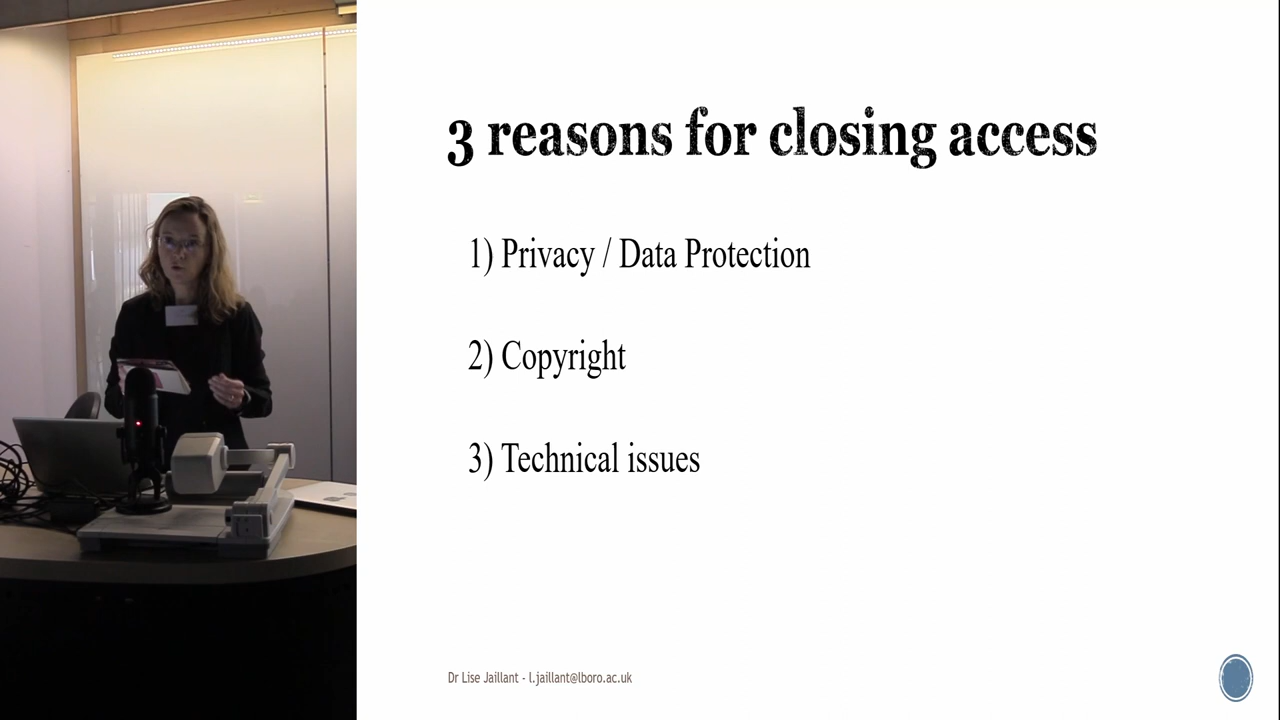 3 reasons for closing access
1) Privacy / Data Protection
2) Copyright
3) Technical issues
Dr Lise Jaillant - l.jaillant@lboro.ac.uk